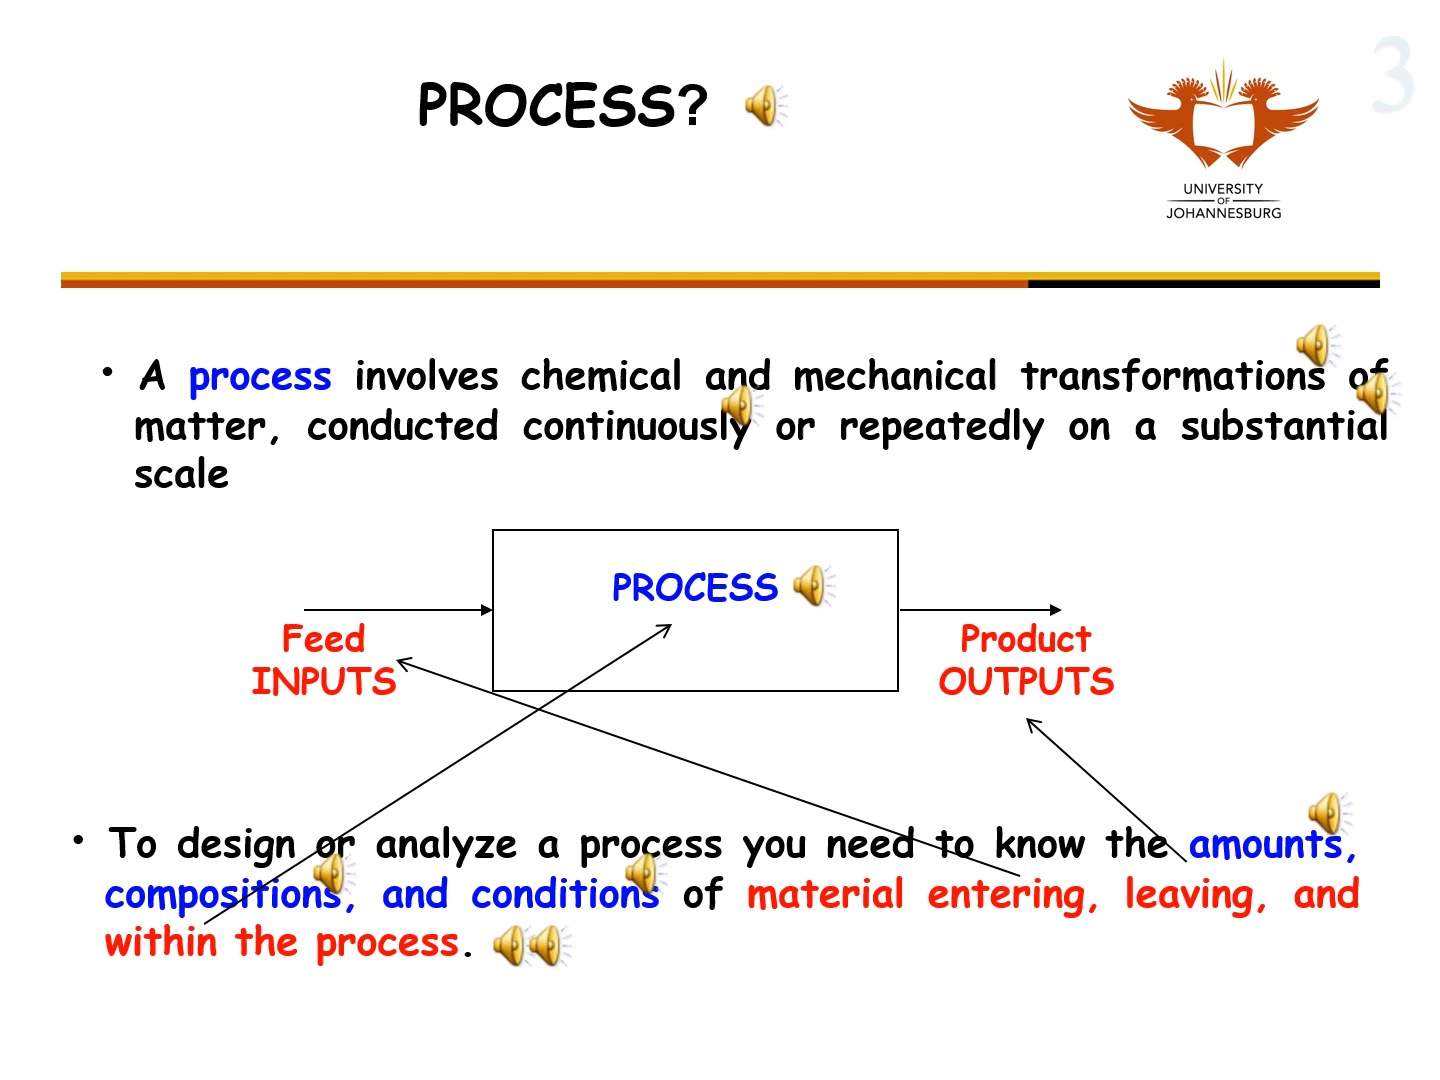 3
PROCESS?
UNIVERSITY
OF
JOHANNESBURG
• A process involves chemical and mechanical transformations of
matter, conducted continuously or repeatedly on a substantial
scale
PROCESS
Feed
INPUTS
Product
OUTPUTS
• To design or analyze a process you need to know the amounts,
compositions, and conditions of material entering, leaving, and
within the process.